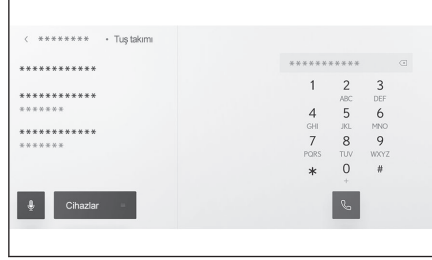 < ******** • Tuş takımı
************
************
*******
************
*******
Cihazlar
***********
1 2 3
ABC DEF
4 5 6
GHI JKL MNO
7 8 9
PQRS TUV WXYZ
* 0 #
+